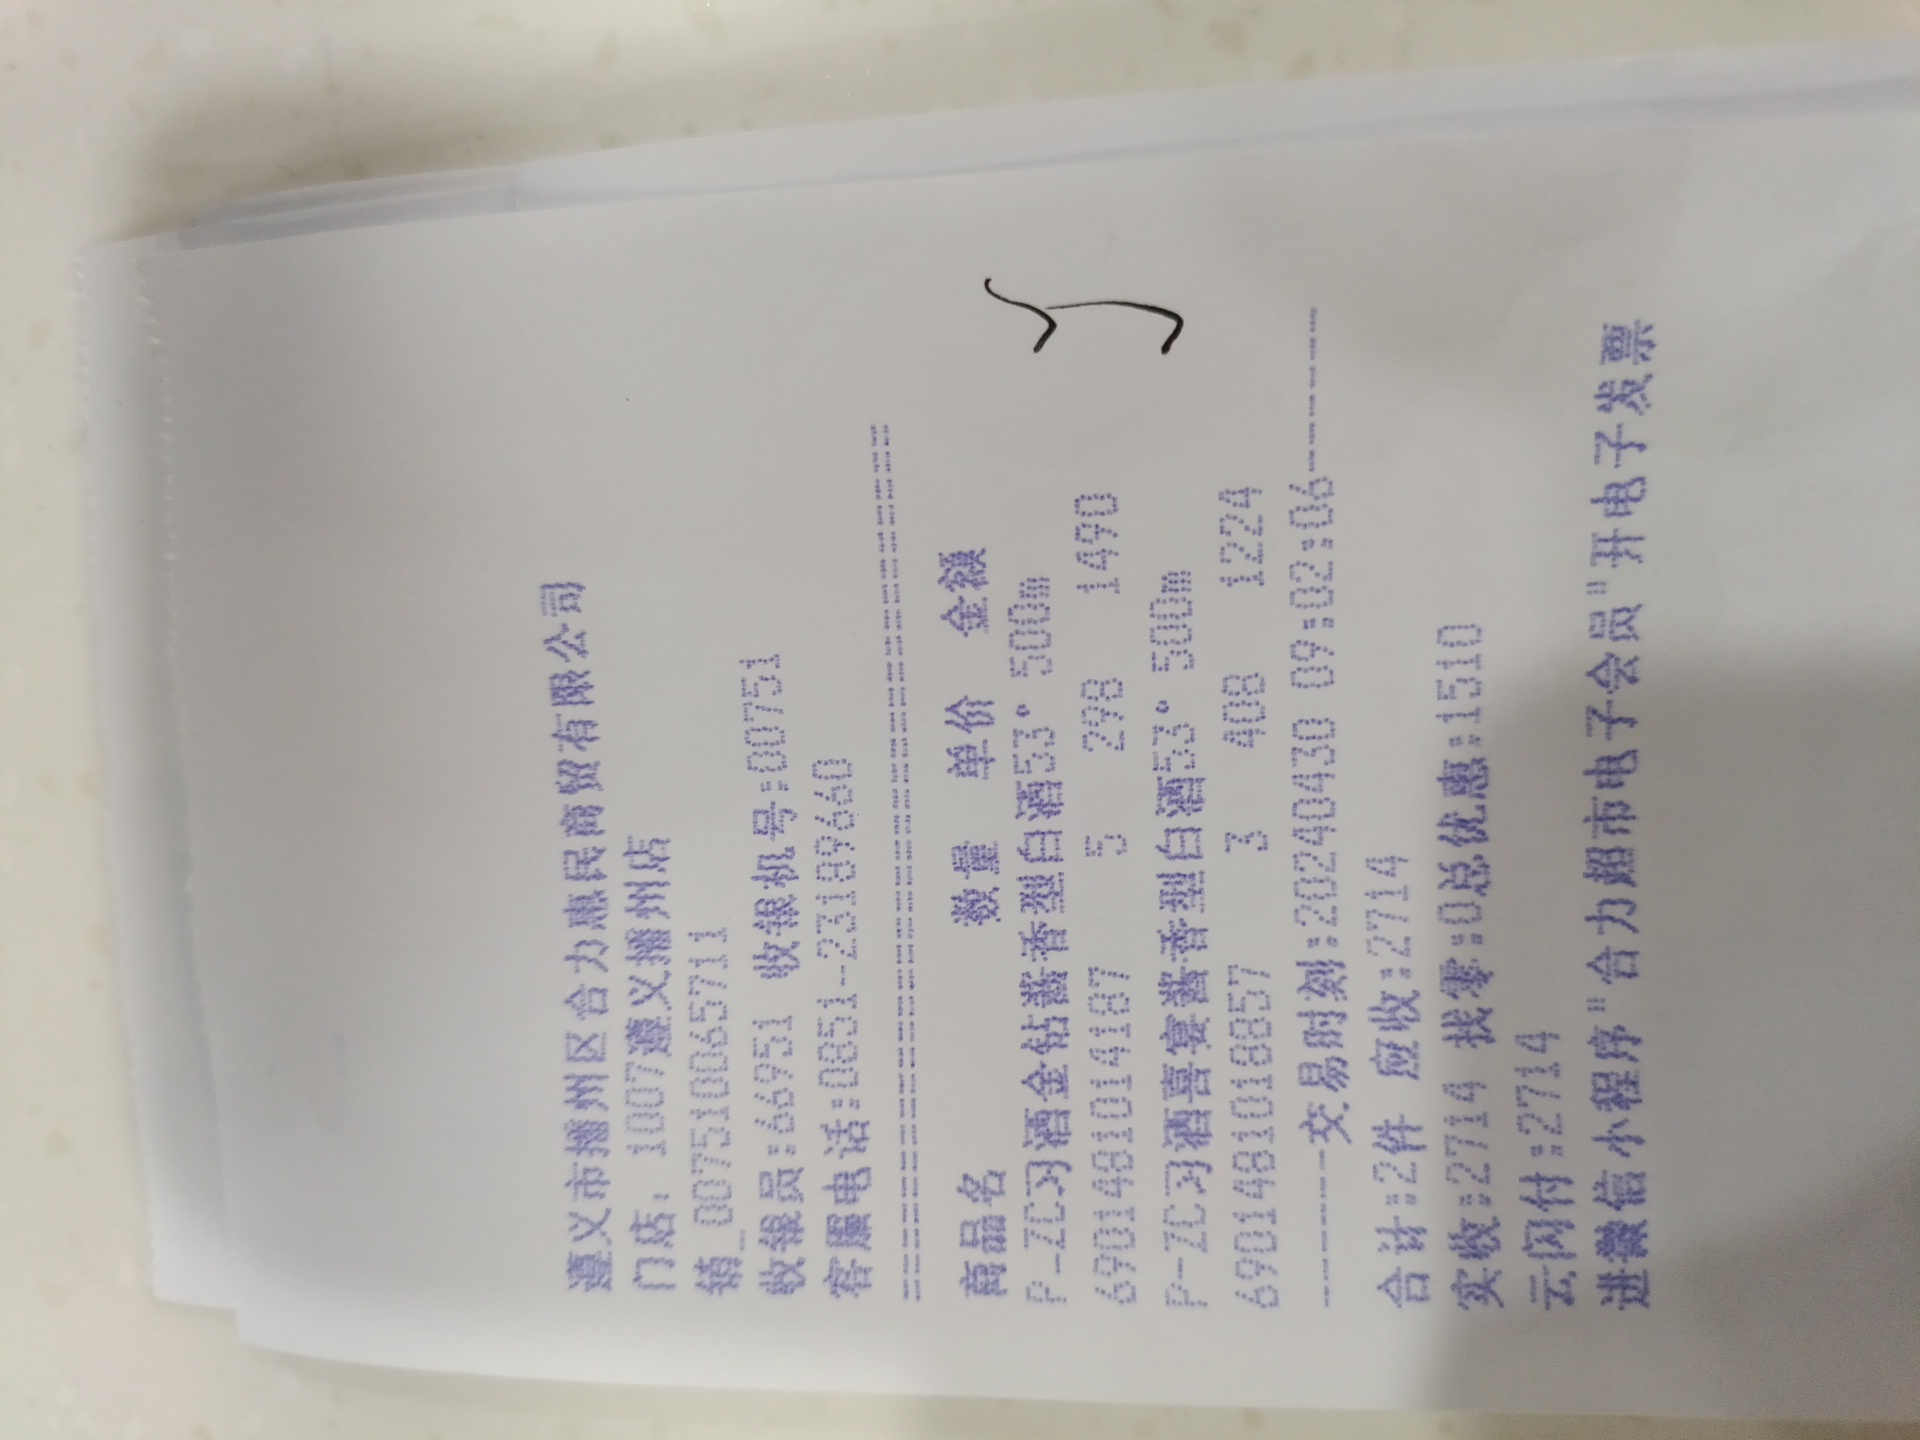 遵义市播州区合力惠民商贸有限公司
门店: 1007遵义播州店
销_00751006571 1
收银员:66951 收银机号:00751
客服电话:0851-23189660
========================================
商品名 数量 单价 金额
P-ZC习酒金钻酱香型白酒53° 500m
6901481014187 5 298 1490
P-ZC习酒喜宴酱香型白酒53° 500m
6901481018857 3 408 1224
--------交易时刻:20240430 09:02:06--------
合计:2件 应收:2714
实收:2714 找零:0总优惠:1510
云闪付:2714
进微信小程序"合力超市电子会员"开电子发票